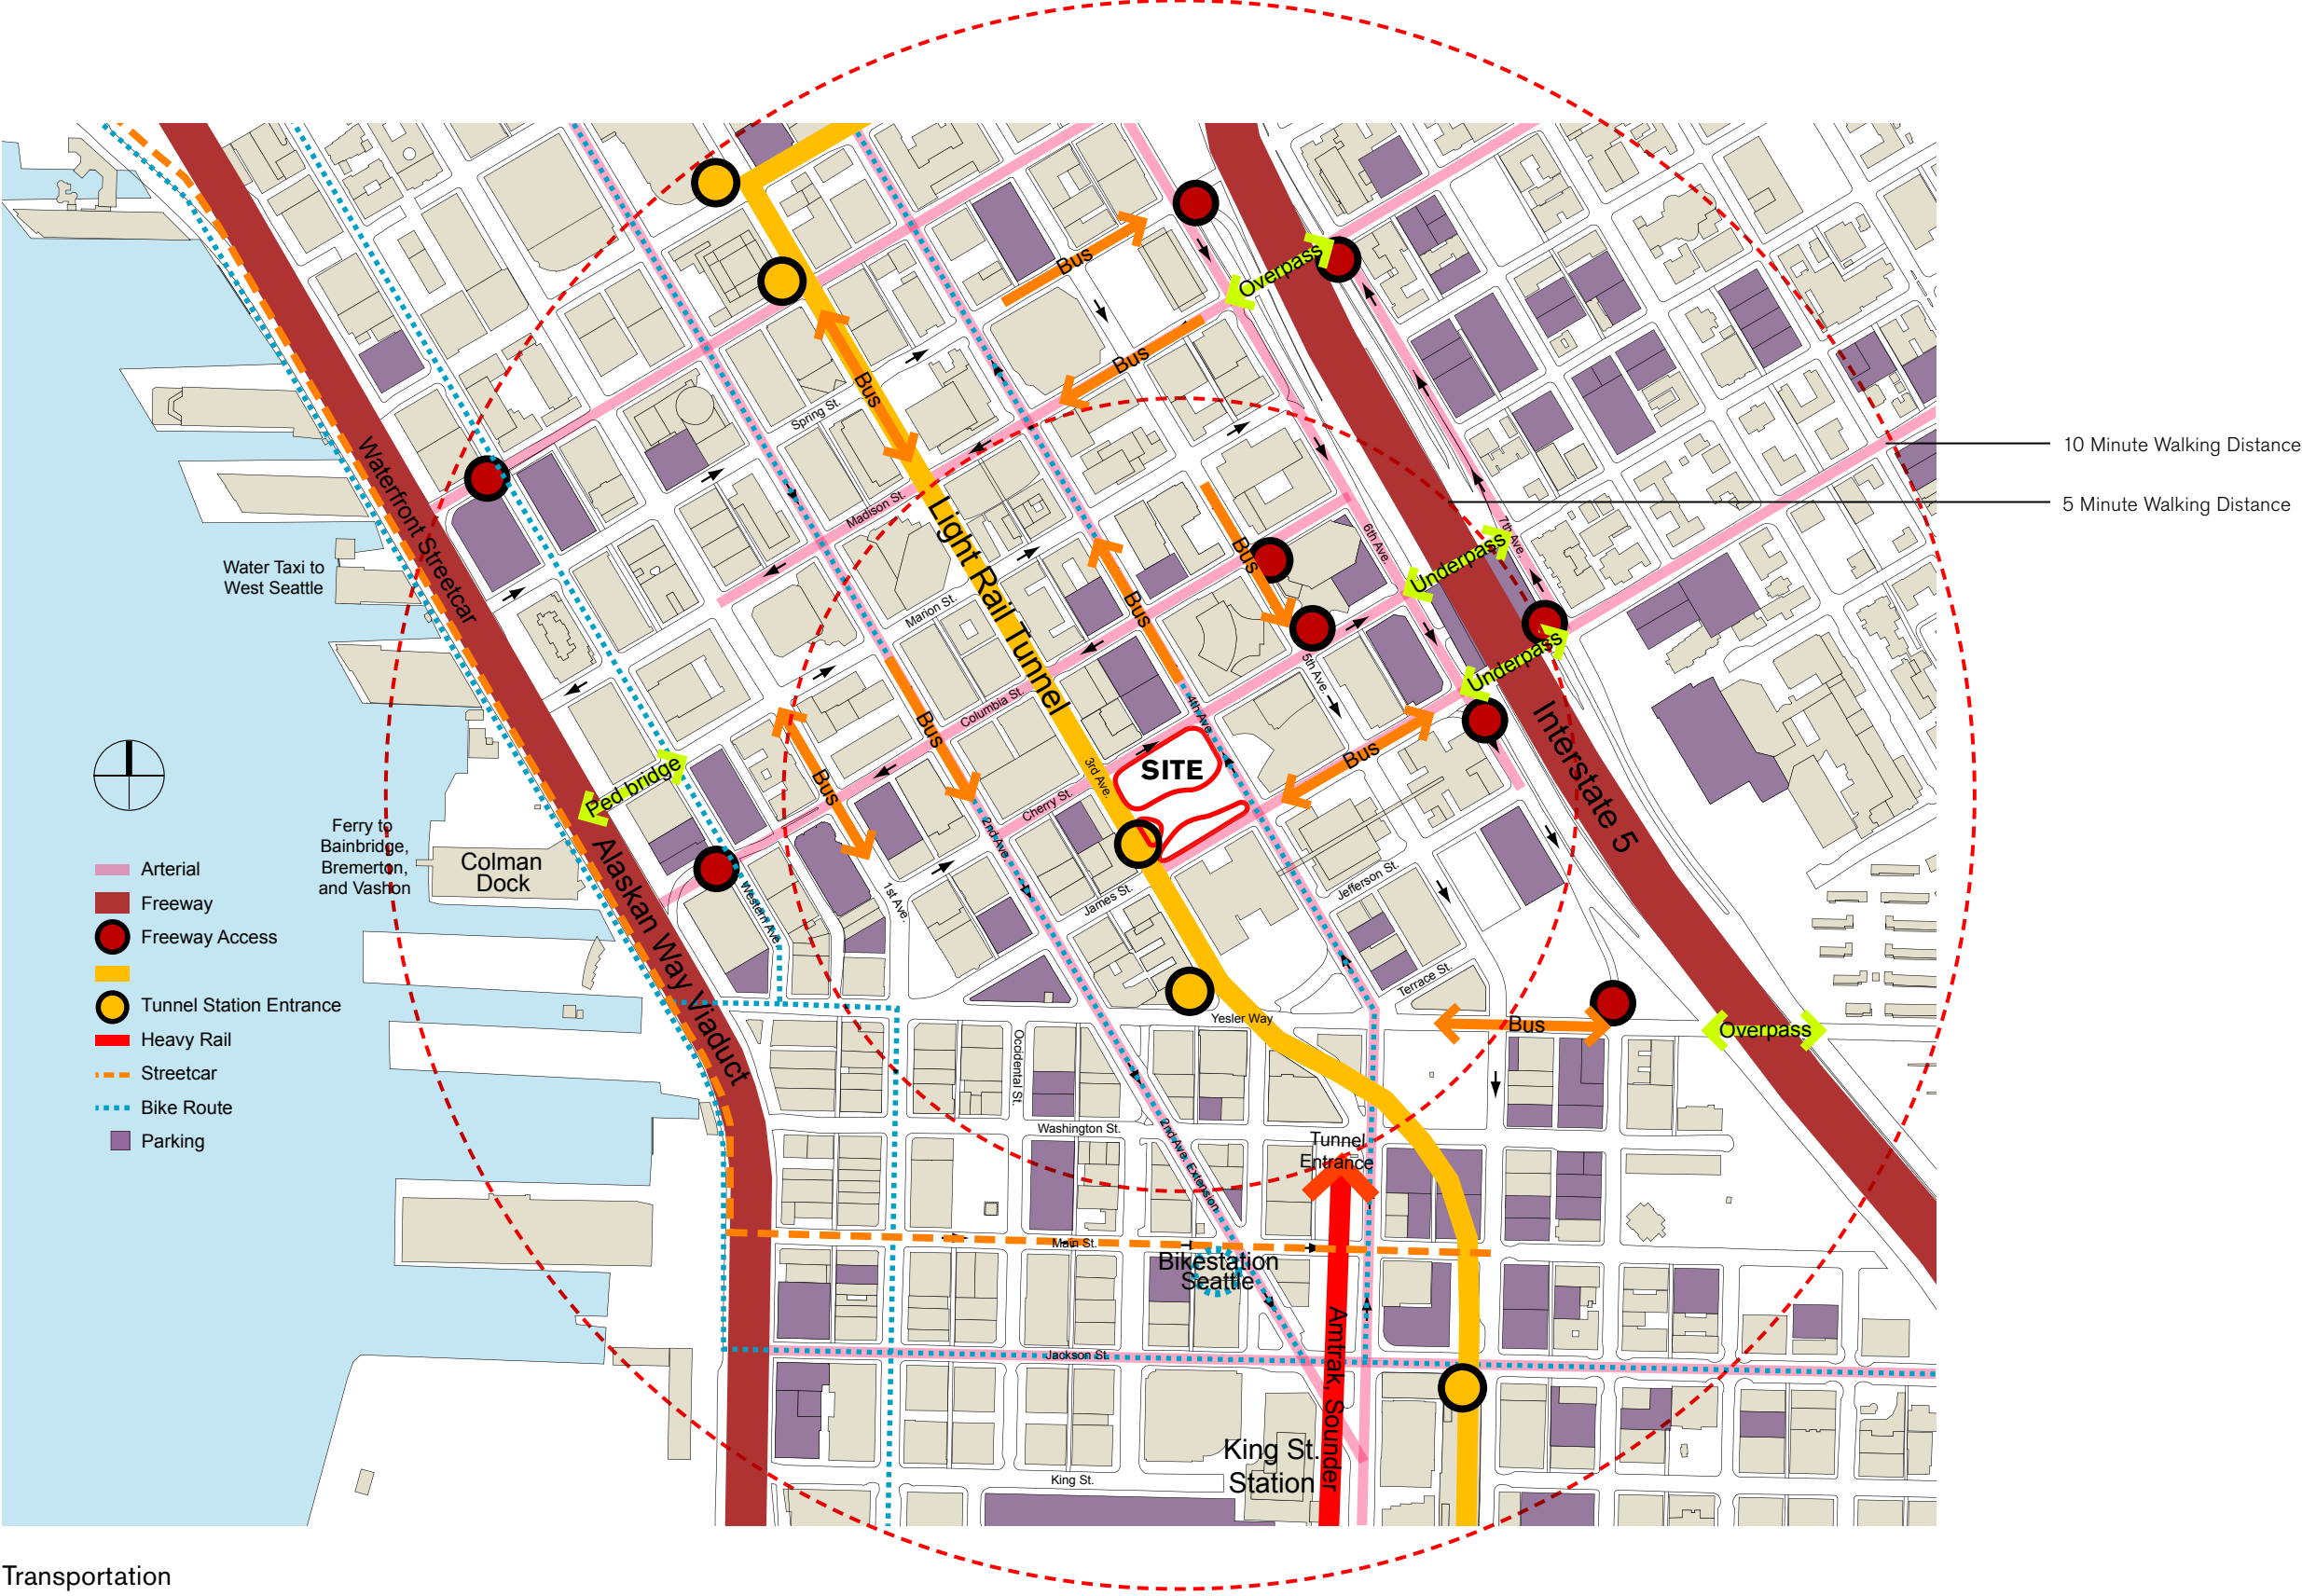 Bus
Overpass
Bus
Bus
Spring St.
10 Minute Walking Distance
5 Minute Walking Distance
Madison St.
Waterfront Streetcar
Light Rail Tunnel
6th Ave.
7th Ave.
Underpass
Bus
Water Taxi to
West Seattle
Marion St.
Bus
Underpass
5th Ave.
Columbia St.
4th Ave.
Bus
Interstate 5
SITE
Bus
3rd Ave.
Ped bridge
Bus
Cherry St.
2nd Ave.
Ferry to
Bainbridge,
Bremerton,
and Vashon
Colman
Dock
Alaskan Way Viaduct
Western Ave.
1st Ave.
James St.
Jefferson St.
Arterial
Freeway
Freeway Access
Tunnel Station Entrance
Heavy Rail
Streetcar
Bike Route
Parking
Terrace St.
Yesler Way
Bus
Overpass
Occidental St.
Washington St.
2nd Ave. Extension
Tunnel
Entrance
Main St.
Bikestation
Seattle
Amtrak, Sounder
Jackson St.
King St.
Station
King St.
Transportation